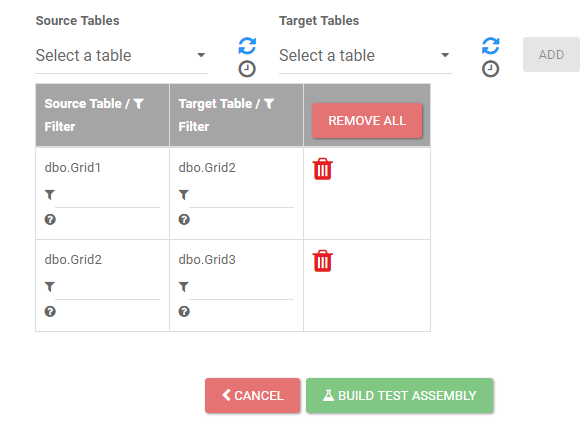 Source Tables Target Tables
Select a table Select a table ADD
Source Table / Target Table /
Filter Filter REMOVE ALL
dbo.Grid1 dbo.Grid2
dbo.Grid2 dbo.Grid3
CANCEL BUILD TEST ASSEMBLY